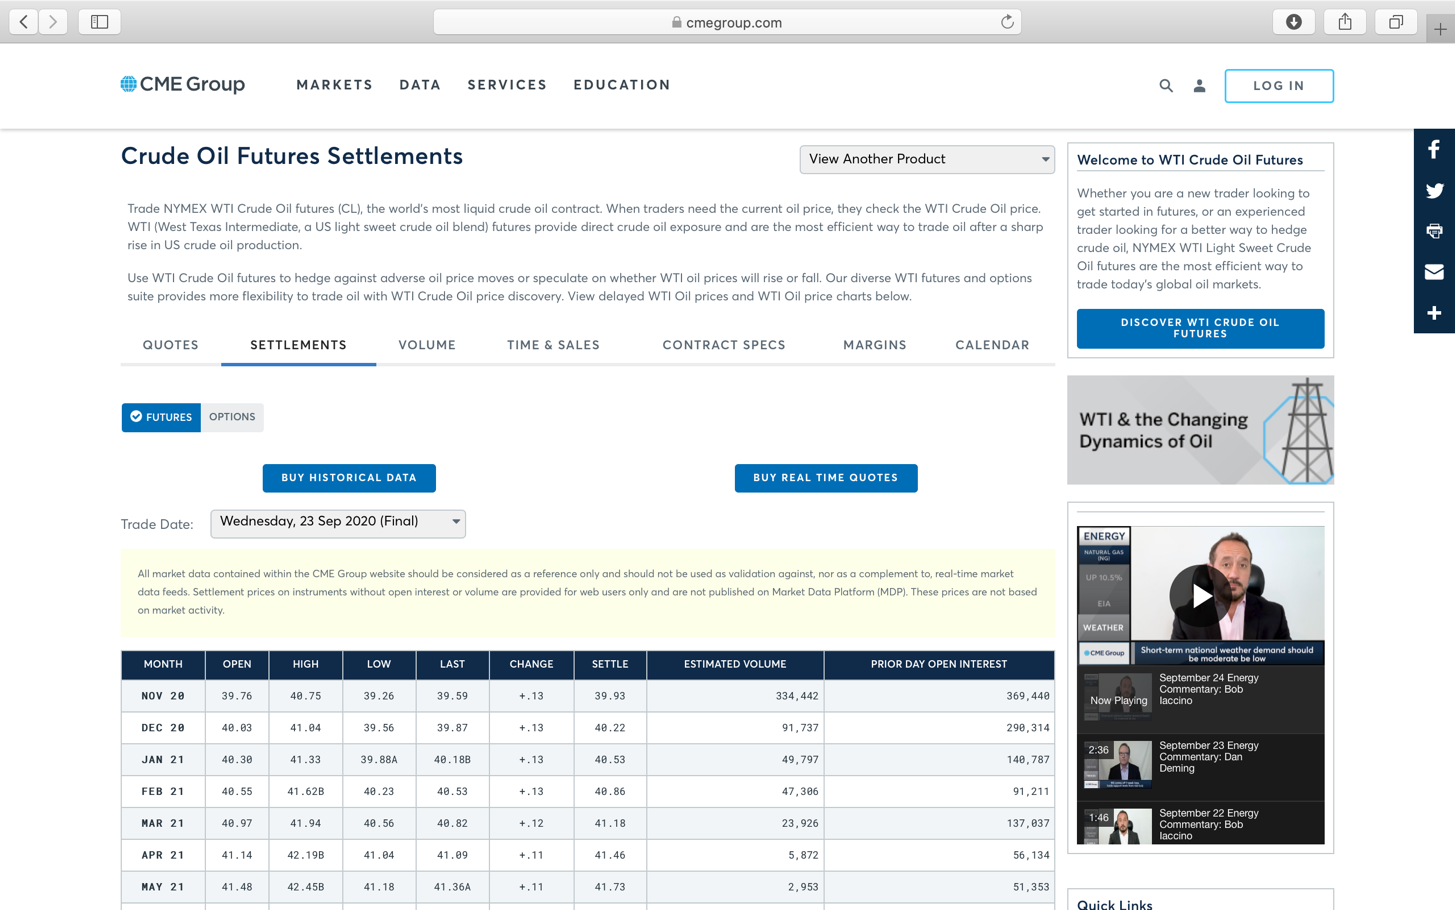 cmegroup.com
CME Group
MARKETS DATA SERVICES EDUCATION
LOG IN
Crude Oil Futures Settlements
View Another Product
Trade NYMEX WTI Crude Oil futures (CL), the world's most liquid crude oil contract. When traders need the current oil price, they check the WTI Crude Oil price.
WTI (West Texas Intermediate, a US light sweet crude oil blend) futures provide direct crude oil exposure and are the most efficient way to trade oil after a sharp
rise in US crude oil production.
Use WTI Crude Oil futures to hedge against adverse oil price moves or speculate on whether WTI oil prices will rise or fall. Our diverse WTI futures and options
suite provides more flexibility to trade oil with WTI Crude Oil price discovery. View delayed WTI Oil prices and WTI Oil price charts below.
QUOTES SETTLEMENTS VOLUME TIME & SALES CONTRACT SPECS MARGINS CALENDAR
FUTURES OPTIONS
BUY HISTORICAL DATA BUY REAL TIME QUOTES
Trade Date: Wednesday, 23 Sep 2020 (Final)
All market data contained within the CME Group website should be considered as a reference only and should not be used as validation against, nor as a complement to, real-time market
data feeds. Settlement prices on instruments without open interest or volume are provided for web users only and are not published on Market Data Platform (MDP). These prices are not based
on market activity.
MONTH OPEN HIGH LOW LAST CHANGE SETTLE ESTIMATED VOLUME PRIOR DAY OPEN INTEREST
NOV 20 39.76 40.75 39.26 39.59 +.13 39.93 334,442 369,440
DEC 20 40.03 41.04 39.56 39.87 +.13 40.22 91,737 290,314
JAN 21 40.30 41.33 39.88A 40.18B +.13 40.53 49,797 140,787
FEB 21 40.55 41.62B 40.23 40.53 +.13 40.86 47,306 91,211
MAR 21 40.97 41.94 40.56 40.82 +.12 41.18 23,926 137,037
APR 21 41.14 42.19B 41.04 41.09 +.11 41.46 5,872 56,134
MAY 21 41.48 42.45B 41.18 41.36A +.11 41.73 2,953 51,353
Welcome to WTI Crude Oil Futures
Whether you are a new trader looking to
get started in futures, or an experienced
trader looking for a better way to hedge
crude oil, NYMEX WTI Light Sweet Crude
Oil futures are the most efficient way to
trade today's global oil markets.
DISCOVER WTI CRUDE OIL
FUTURES
WTI & the Changing
Dynamics of Oil
ENERGY
NATURAL GAS
(NG)
UP 10.5%
EIA
WEATHER
CME Group
Short-term national weather demand should
be moderate be low
Now Playing
September 24 Energy
Commentary: Bob
Iaccino
2:36
September 23 Energy
Commentary: Dan
Deming
1:46
September 22 Energy
Commentary: Bob
Iaccino
Quick Links